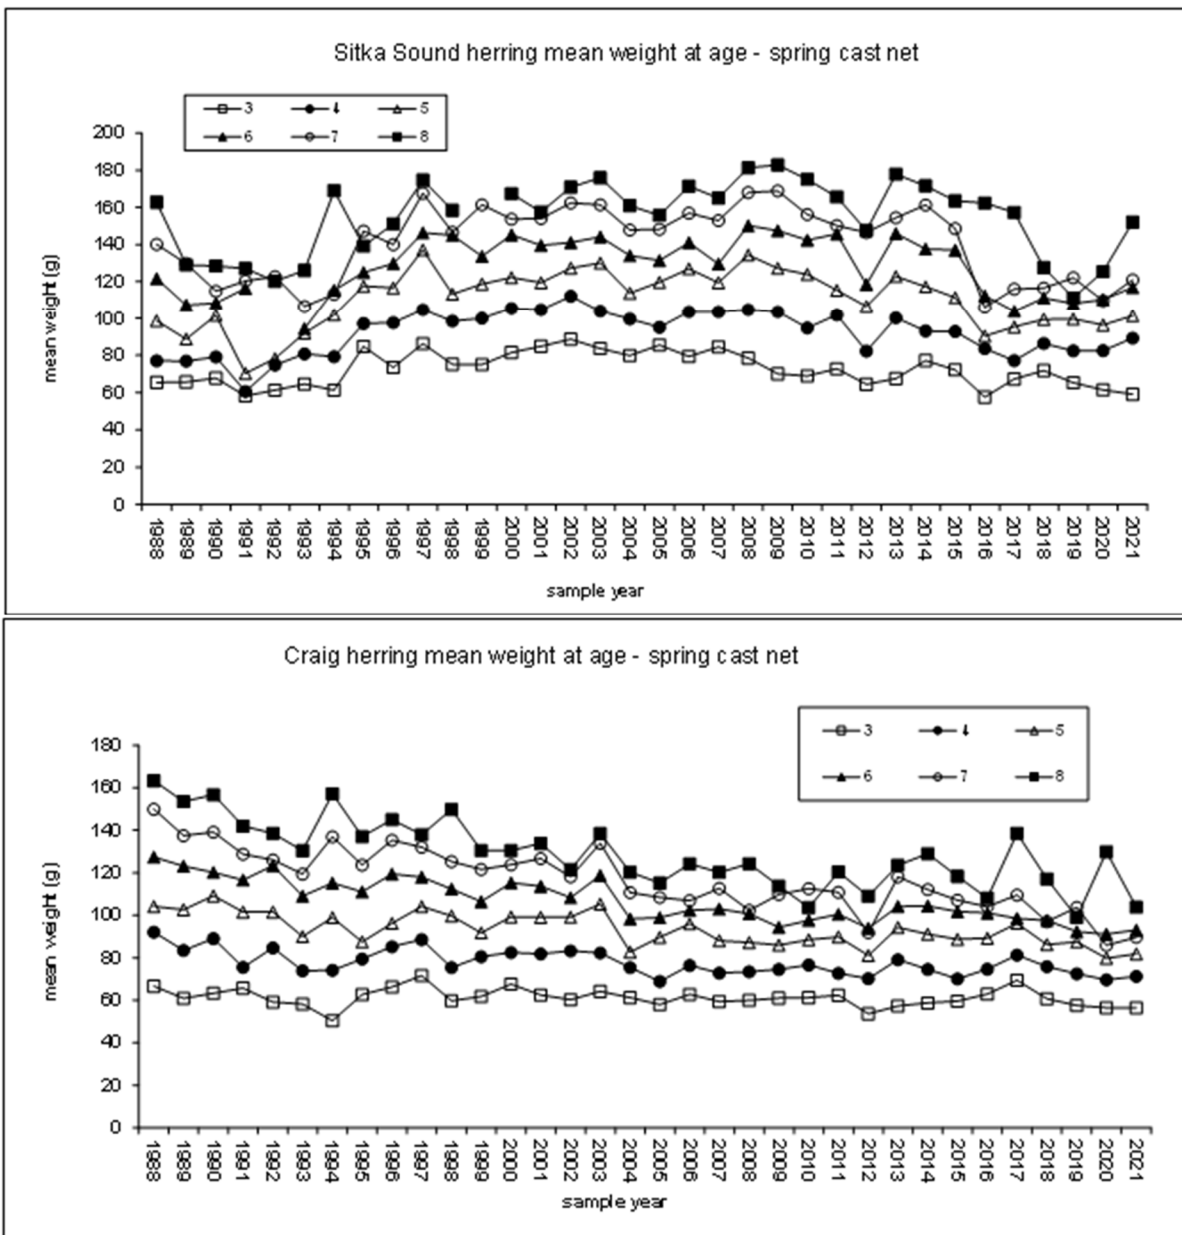 Sitka Sound herring mean weight at age - spring cast net
3 4 5
6 7 8
200
180
160
140
120
100
80
60
40
20
0
mean weight (g)
1988 1989 1990 1991 1992 1993 1994 1995 1996 1997 1998 1999 2000 2001 2002 2003 2004 2005 2006 2007 2008 2009 2010 2011 2012 2013 2014 2015 2016 2017 2018 2019 2020 2021
sample year
Craig herring mean weight at age - spring cast net
3 4 5
6 7 8
180
160
140
120
100
80
60
40
20
0
mean weight (g)
1988 1989 1990 1991 1992 1993 1994 1995 1996 1997 1998 1999 2000 2001 2002 2003 2004 2005 2006 2007 2008 2009 2010 2011 2012 2013 2014 2015 2016 2017 2018 2019 2020 2021
sample year